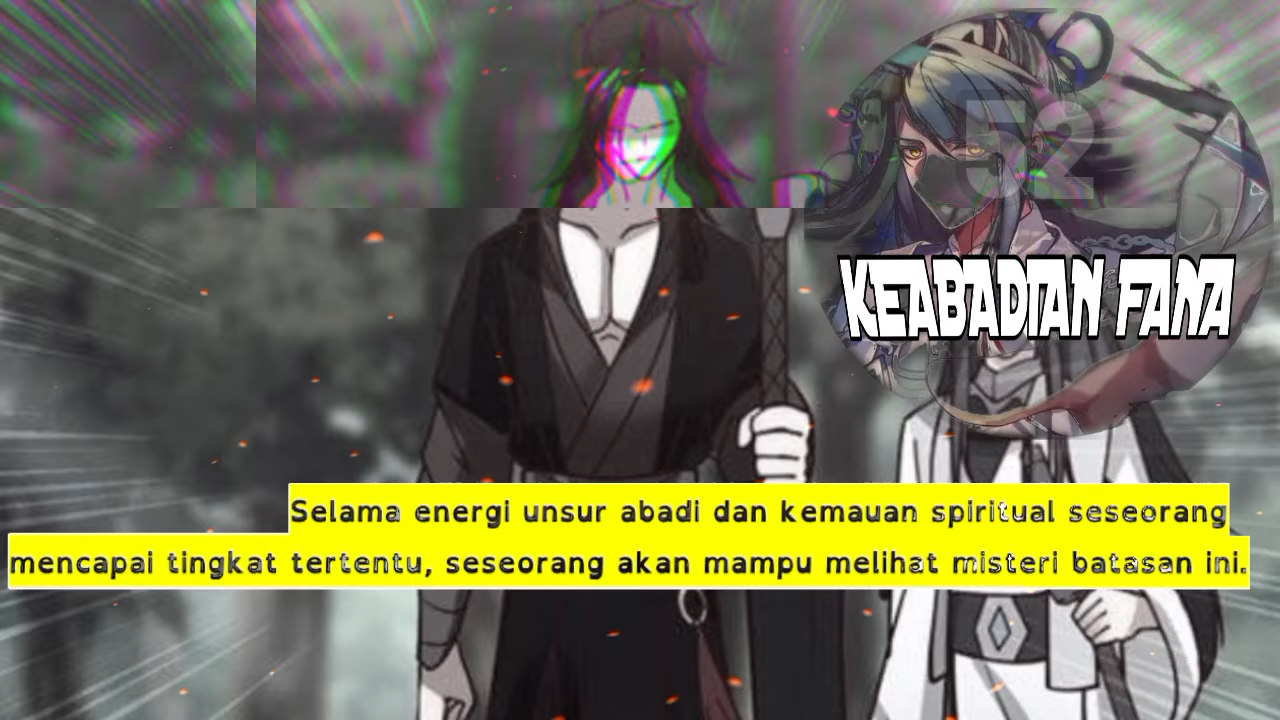 52
KEABADIAN FANA
Selama energi unsur abadi dan kemauan spiritual seseorang
mencapai tingkat tertentu, seseorang akan mampu melihat misteri batasan ini.